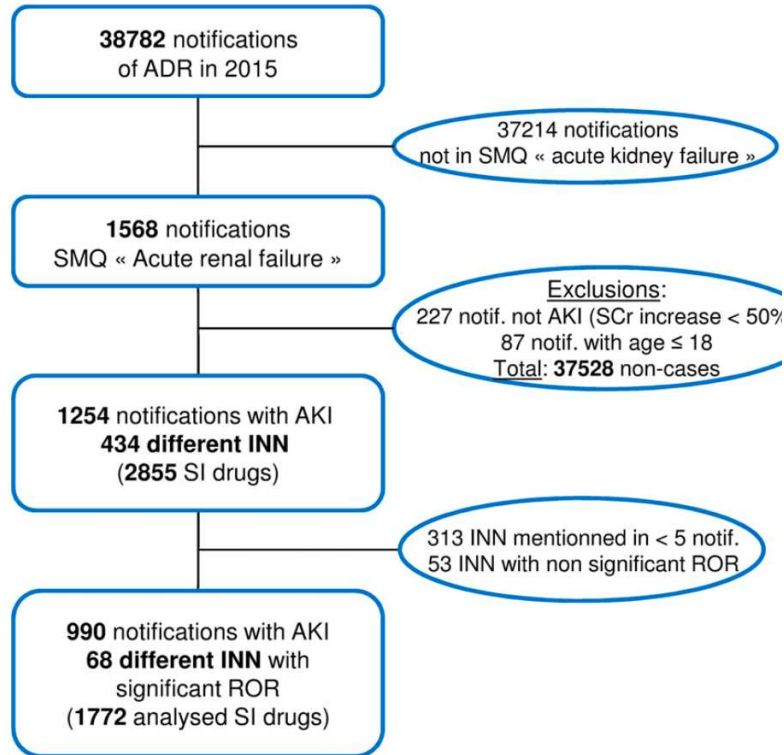 38782 notifications
of ADR in 2015
37214 notifications
not in SMQ « acute kidney failure »
1568 notifications
SMQ « Acute renal failure »
Exclusions:
227 notif. not AKI (SCr increase < 50%
87 notif. with age ≤ 18
Total: 37528 non-cases
1254 notifications with AKI
434 different INN
(2855 SI drugs)
313 INN mentionned in < 5 notif.
53 INN with non significant ROR
990 notifications with AKI
68 different INN with
significant ROR
(1772 analysed SI drugs)